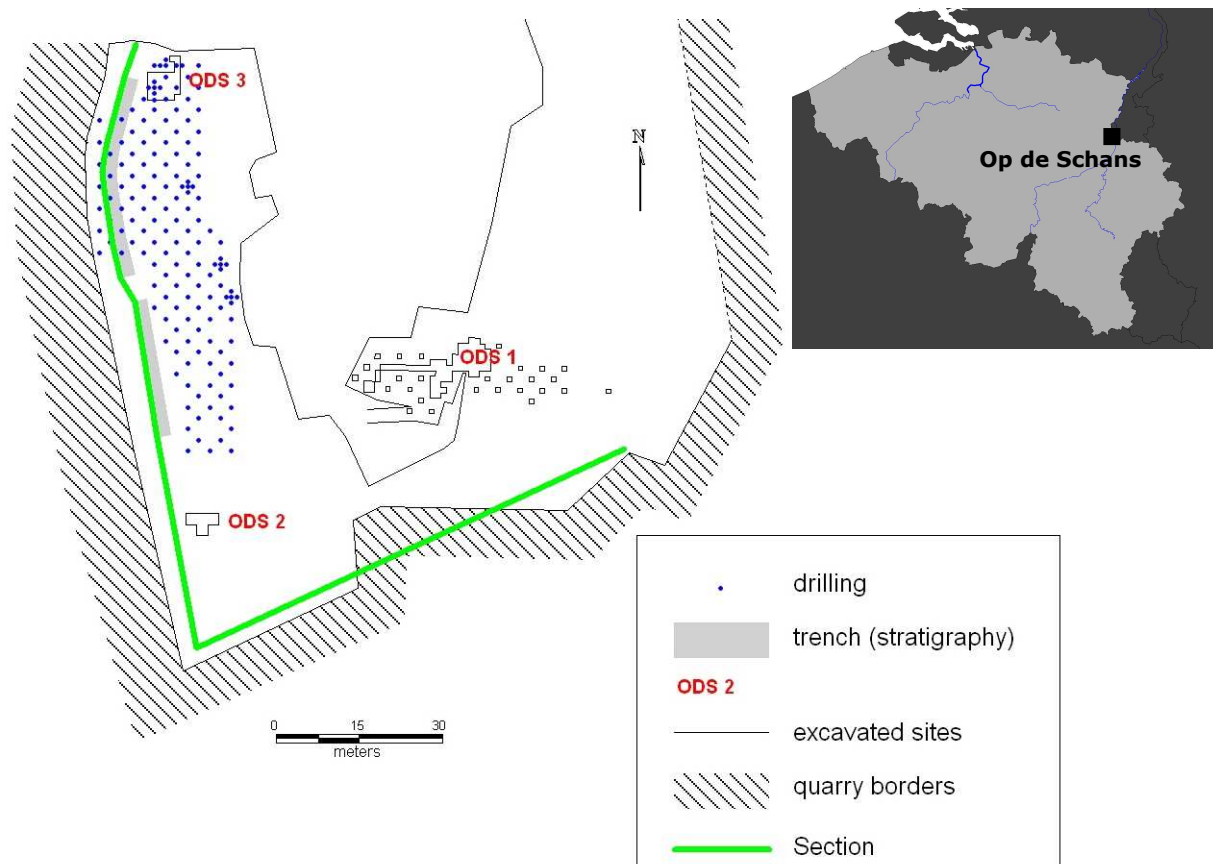 ODS 3
N
Op de Schans
ODS 1
ODS 2
0 15 30
meters
drilling
trench (stratigraphy)
ODS 2
excavated sites
quarry borders
Section